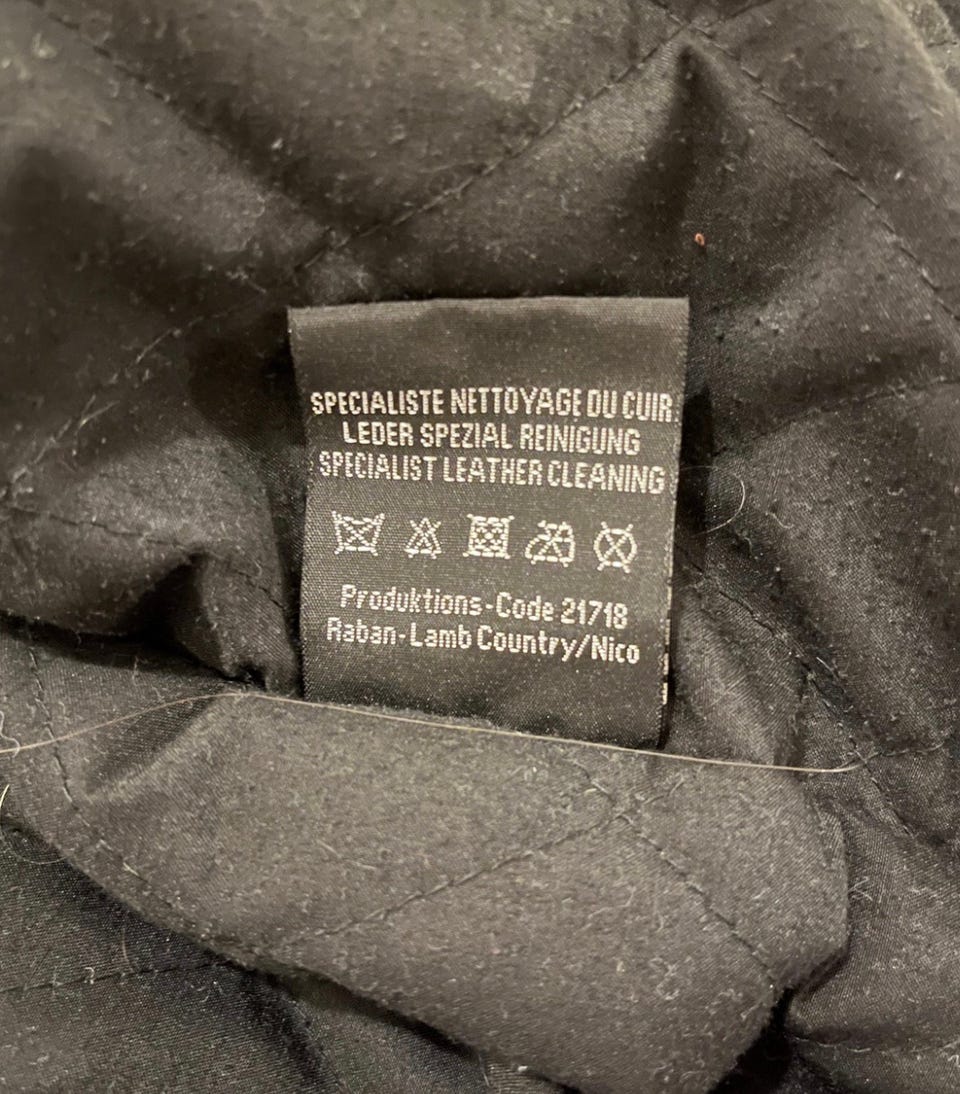 SPECIALISTE NETTOYAGE DU CUIR
LEDER SPEZIAL REINIGUNG
SPECIALIST LEATHER CLEANING
Produktions-Code 21718
Raban-Lamb Country/Nico